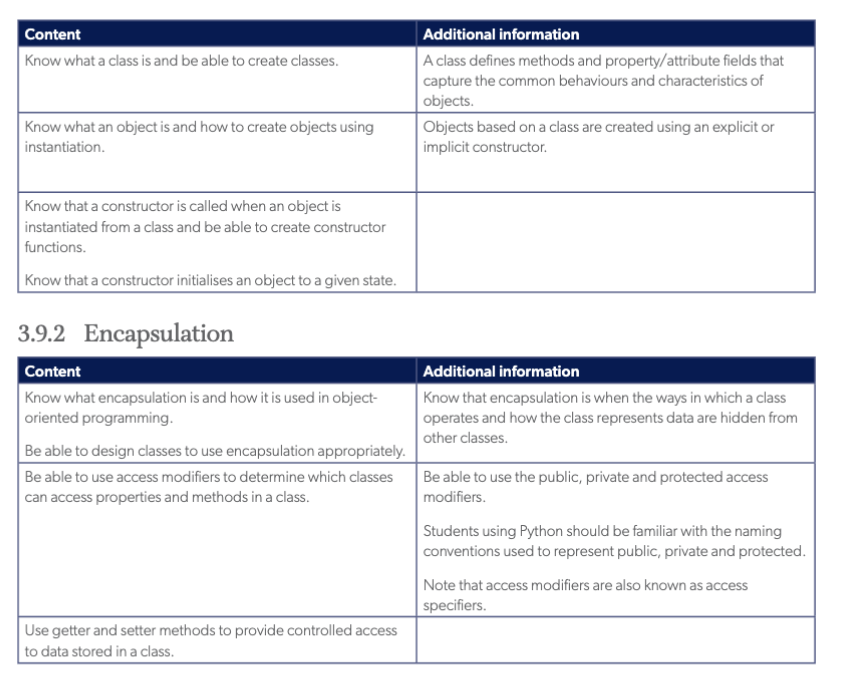 Content
Additional information
Know what a class is and be able to create classes.
A class defines methods and property/attribute fields that
capture the common behaviours and characteristics of
objects.
Know what an object is and how to create objects using
instantiation.
Objects based on a class are created using an explicit or
implicit constructor.
Know that a constructor is called when an object is
instantiated from a class and be able to create constructor
functions.
Know that a constructor initialises an object to a given state.
3.9.2 Encapsulation
Content
Additional information
Know what encapsulation is and how it is used in object-
oriented programming.
Be able to design classes to use encapsulation appropriately.
Know that encapsulation is when the ways in which a class
operates and how the class represents data are hidden from
other classes.
Be able to use access modifiers to determine which classes
can access properties and methods in a class.
Be able to use the public, private and protected access
modifiers.
Students using Python should be familiar with the naming
conventions used to represent public, private and protected.
Note that access modifiers are also known as access
specifiers.
Use getter and setter methods to provide controlled access
to data stored in a class.